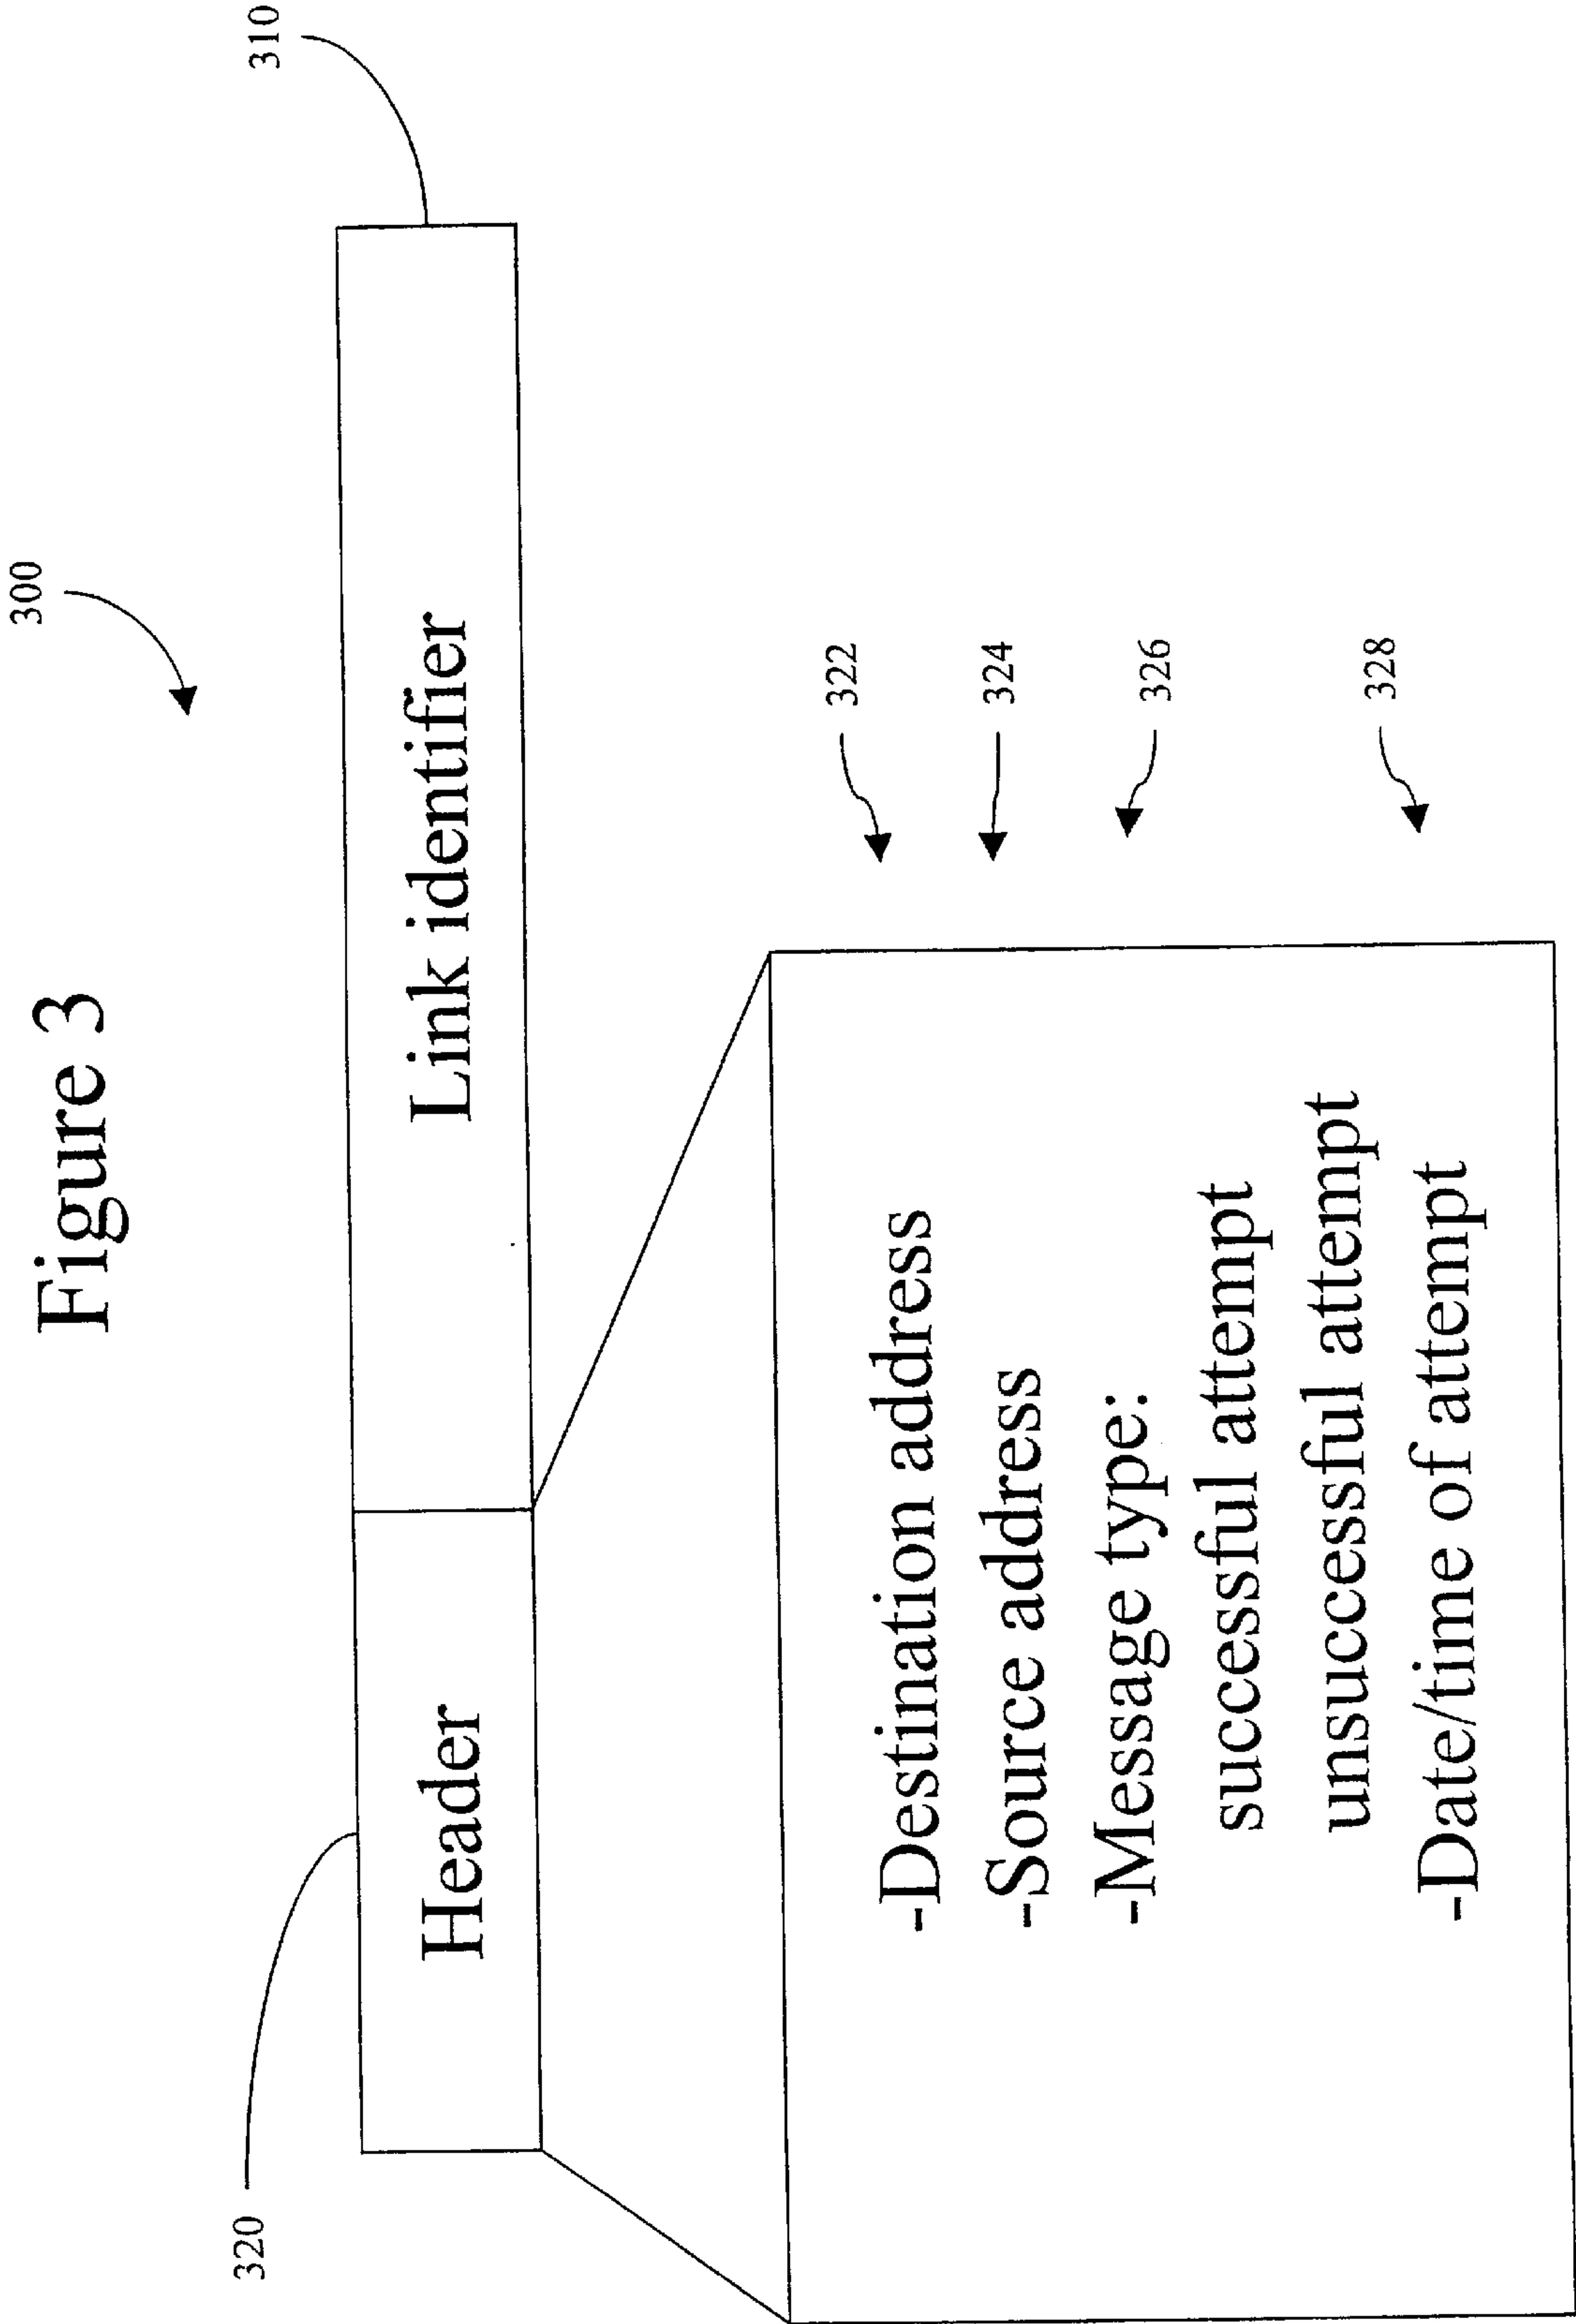 Figure 3
300
310
320
Header
Link identifier
322
324
326
328
-Destination address
-Source address
-Message type:
successful attempt
unsuccessful attempt
-Date/time of attempt